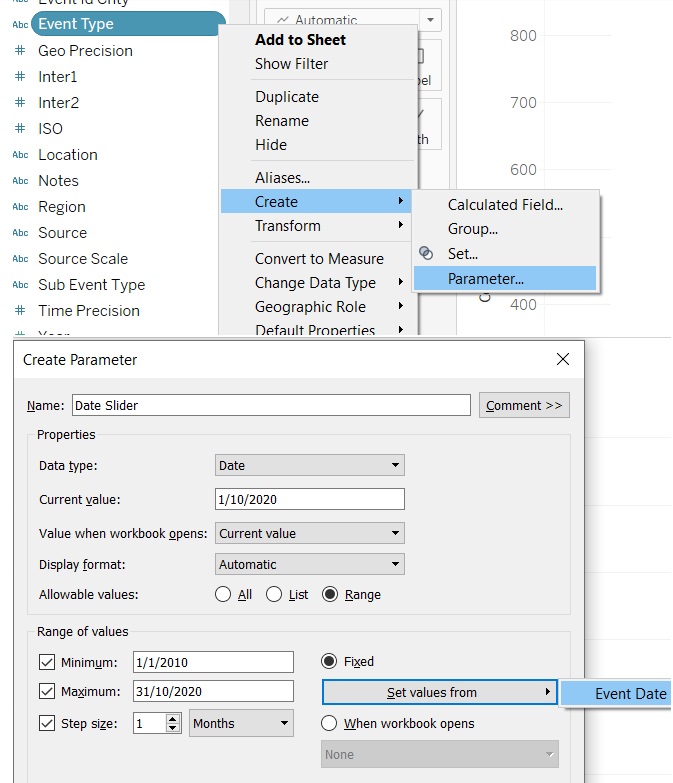 Event Id Cnty
Abc Event Type
# Geo Precision
# Inter1
# Inter2
# ISO
Abc Location
Abc Notes
Abc Region
Abc Source
Abc Source Scale
Abc Sub Event Type
# Time Precision
Year
Automatic
Add to Sheet
Show Filter
Duplicate
Rename
Hide
Aliases...
Create
Transform
Convert to Measure
Change Data Type
Geographic Role
Default Properties
Calculated Field...
Group...
Set...
Parameter...
800
700
600
400
Create Parameter
Name: Date Slider Comment >>
Properties
Data type: Date
Current value: 1/10/2020
Value when workbook opens: Current value
Display format: Automatic
Allowable values: All List Range
Range of values
Minimum: 1/1/2010 Fixed
Maximum: 31/10/2020 Set values from Event Date
Step size: 1 Months When workbook opens
None